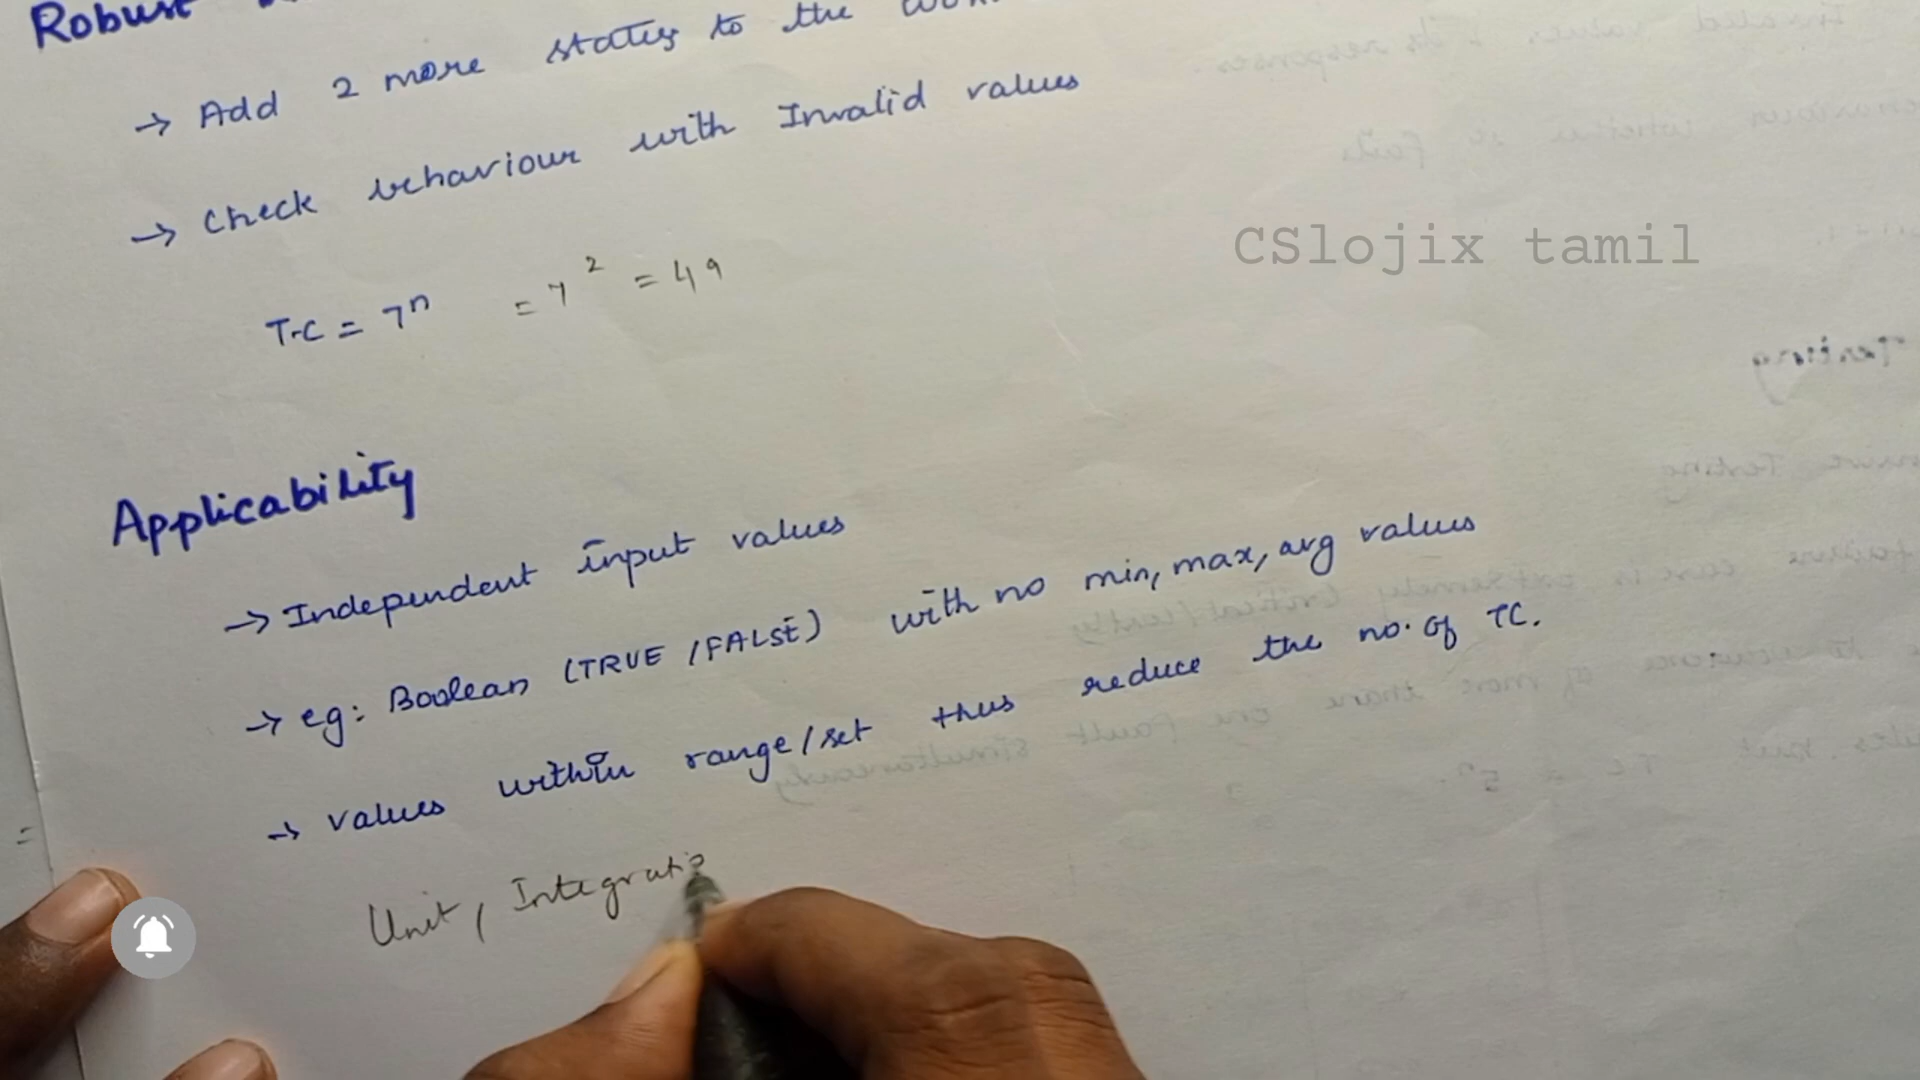 Robust
→ Add 2 more states to the
→ Check behaviour with Invalid values
T.C = 7ⁿ = 7² = 49
CSlojix tamil
Applicability
→ Independent input values
→ eg: Boolean (TRUE / FALSE) with no min, max, avg values
→ values within range/set thus reduce the no. of TC.
Unit, Integratio